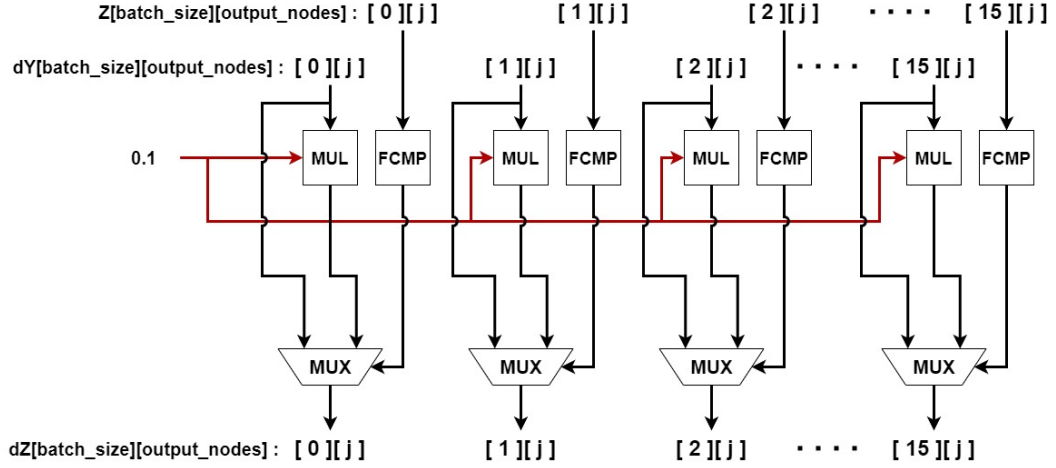 Z[batch_size][output_nodes] : [ 0 ][ j ] [ 1 ][ j ] [ 2 ][ j ] · · · · [ 15 ][ j ]
dY[batch_size][output_nodes] : [ 0 ][ j ] [ 1 ][ j ] [ 2 ][ j ] · · · · [ 15 ][ j ]
0.1 MUL FCMP MUL FCMP MUL FCMP MUL FCMP
MUX MUX MUX MUX
dZ[batch_size][output_nodes] : [ 0 ][ j ] [ 1 ][ j ] [ 2 ][ j ] · · · · [ 15 ][ j ]